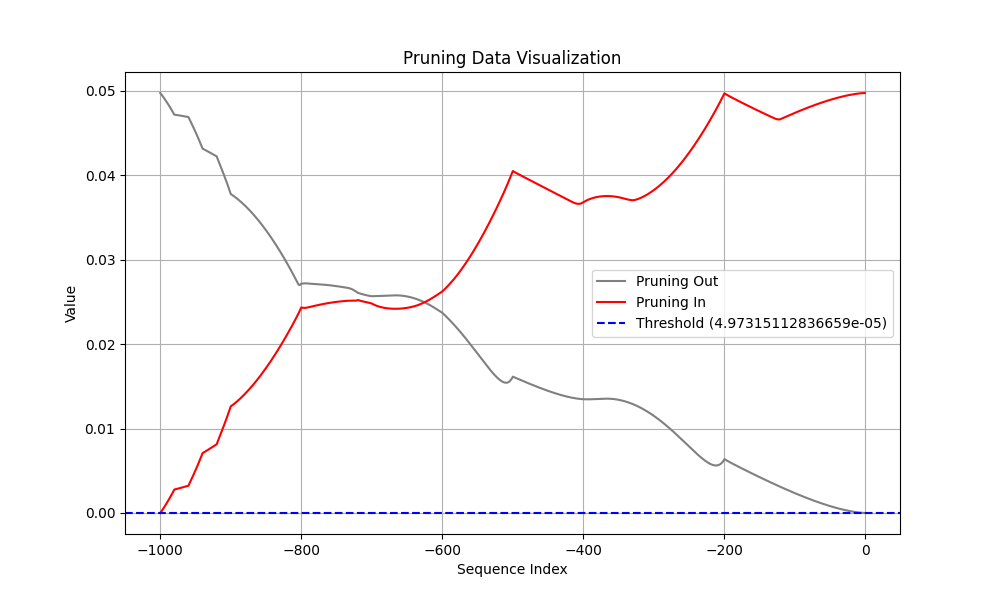 Pruning Data Visualization
0.05
0.04
0.03
0.02
0.01
0.00
Value
Pruning Out
Pruning In
Threshold (4.97315112836659e-05)
−1000
−800
−600
−400
−200
0
Sequence Index